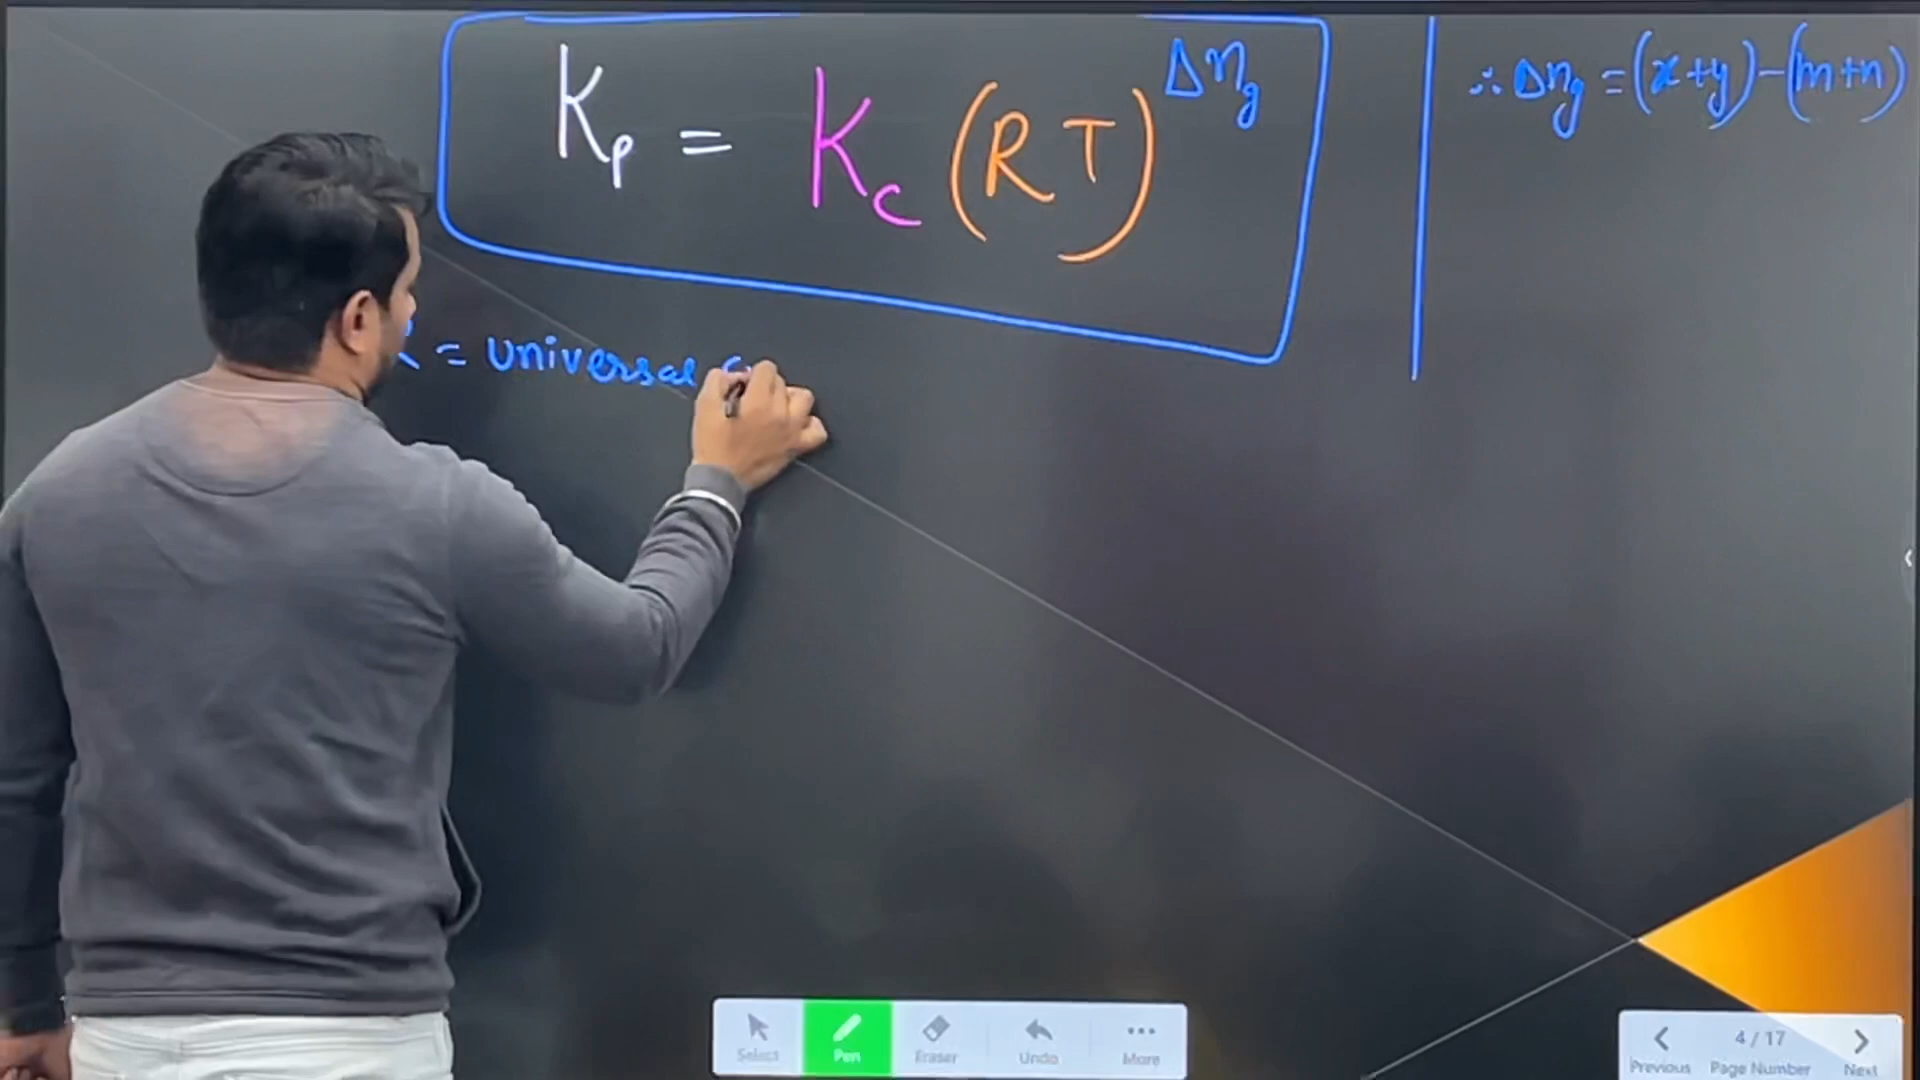 Kp = Kc (RT)^Δng
∴ Δng = (x+y)-(m+n)
R = universal
Select Pen Eraser Undo More
4 / 17
Previous Page Number Next